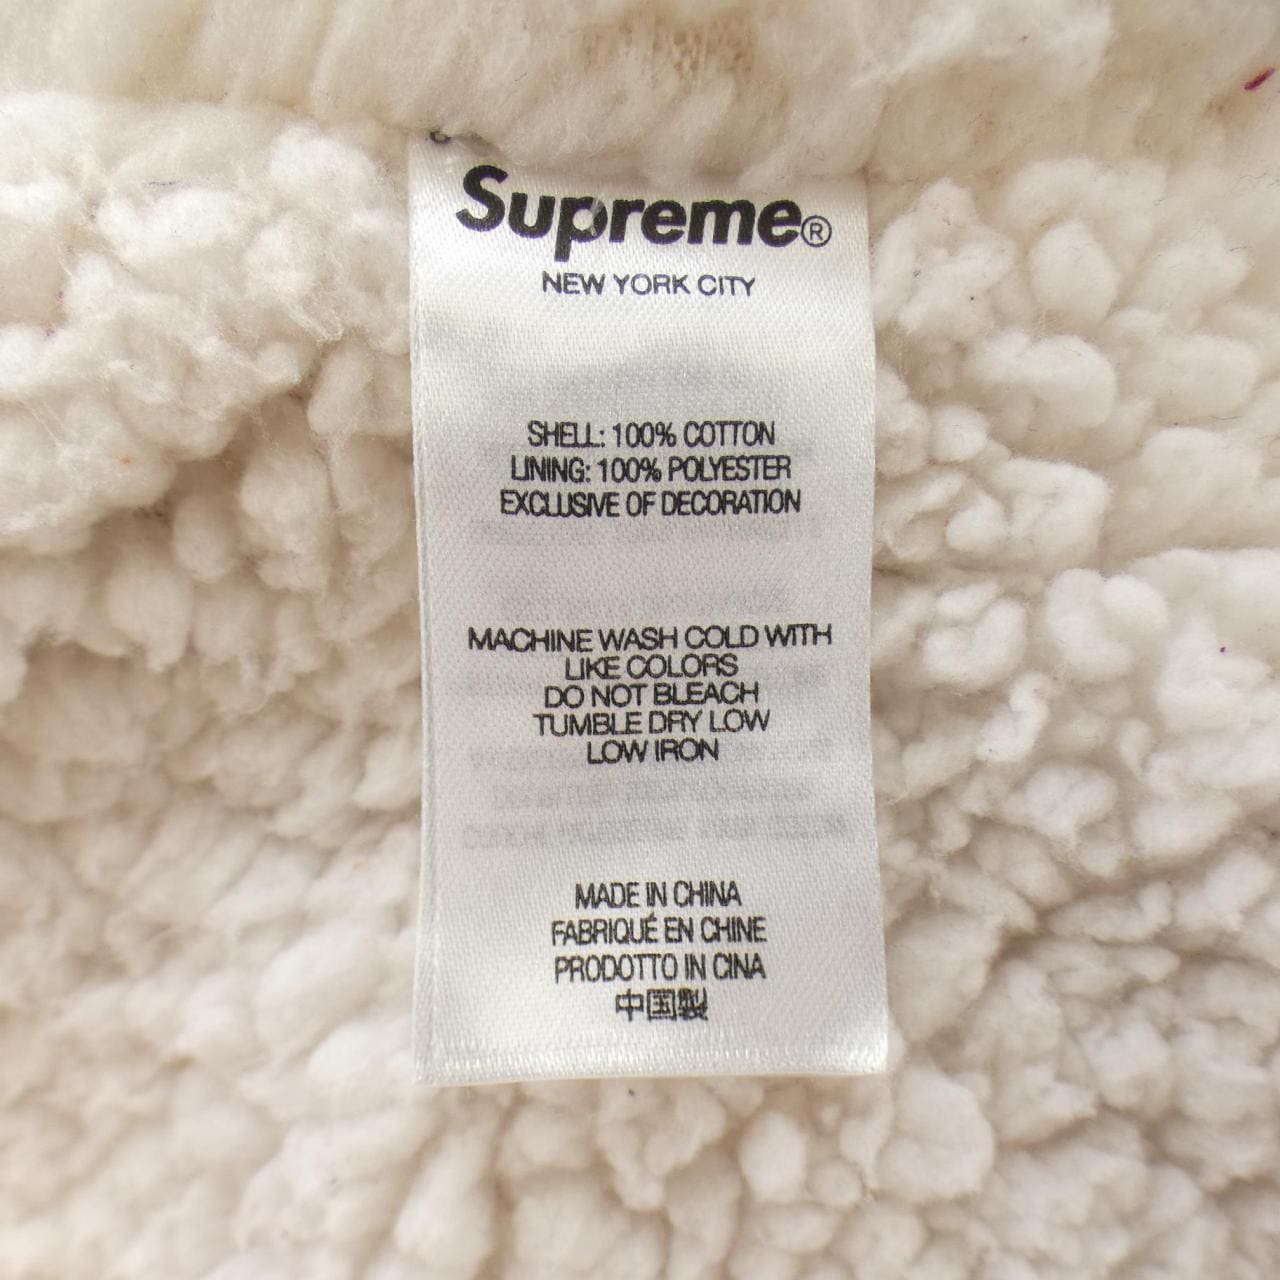 Supreme®
NEW YORK CITY
SHELL: 100% COTTON
LINING: 100% POLYESTER
EXCLUSIVE OF DECORATION
MACHINE WASH COLD WITH
LIKE COLORS
DO NOT BLEACH
TUMBLE DRY LOW
LOW IRON
MADE IN CHINA
FABRIQUÉ EN CHINE
PRODOTTO IN CINA
中国製